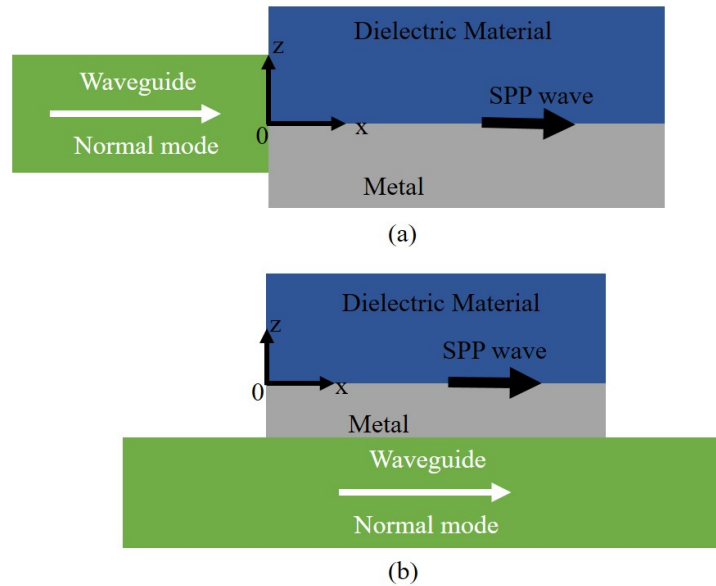 Dielectric Material
z
Waveguide
SPP wave
0
x
Normal mode
Metal
(a)
Dielectric Material
z
SPP wave
0
x
Metal
Waveguide
Normal mode
(b)